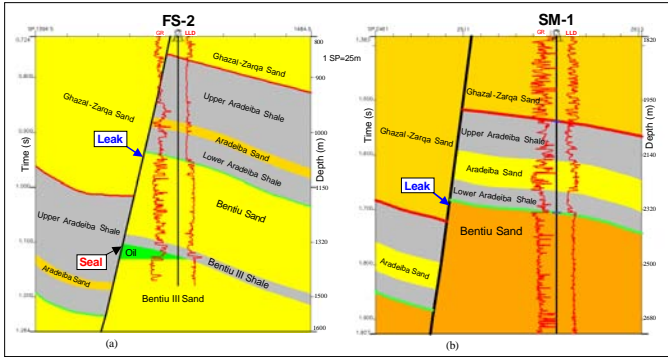 FS-2
SM-1
GR
LLD
1 SP=25m
Time (s)
Depth (m)
800
900
1000
1150
1320
1500
1600
Ghazal-Zarqa Sand
Ghazal-Zarqa Sand
Upper Aradeiba Shale
Aradeiba Sand
Lower Aradeiba Shale
Leak
Bentiu Sand
Upper Aradeiba Shale
Seal
Oil
Aradeiba Sand
Bentiu III Shale
Bentiu III Sand
(a)
GR
LLD
Time (s)
Depth (m)
1820
1950
2140
2320
2520
2680
Ghazal-Zarqa Sand
Ghazal-Zarqa Sand
Upper Aradeiba Shale
Aradeiba Sand
Leak
Lower Aradeiba Shale
Bentiu Sand
Upper Aradeiba Shale
Aradeiba Sand
(b)